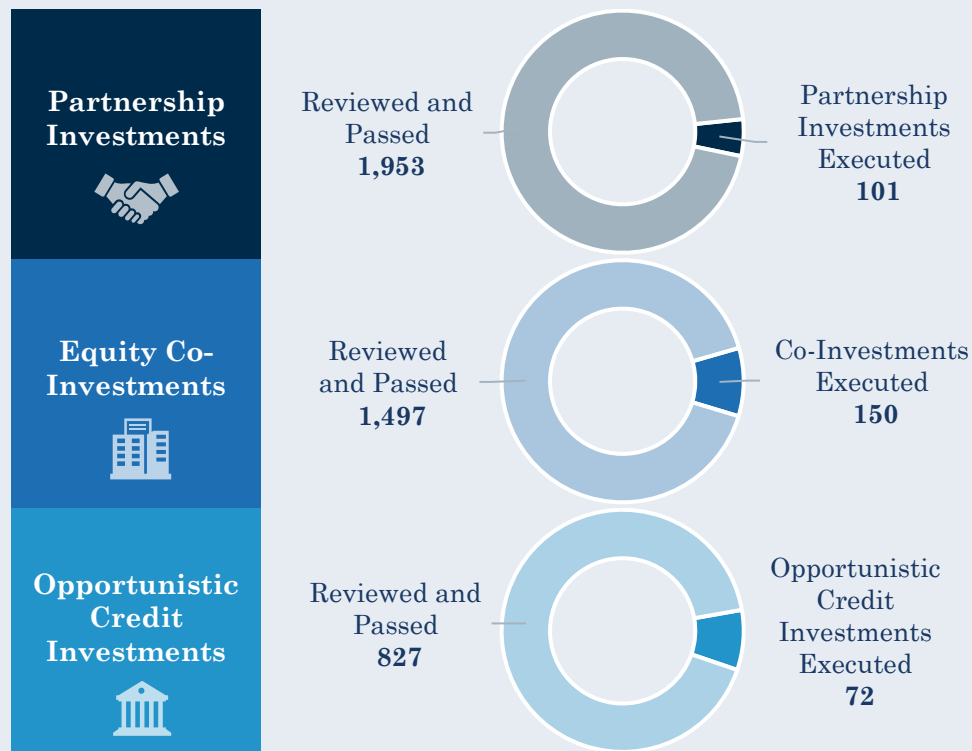 Partnership
Investments
Reviewed and
Passed
1,953
Partnership
Investments
Executed
101
Equity Co-
Investments
Reviewed
and Passed
1,497
Co-Investments
Executed
150
Opportunistic
Credit
Investments
Reviewed and
Passed
827
Opportunistic
Credit
Investments
Executed
72